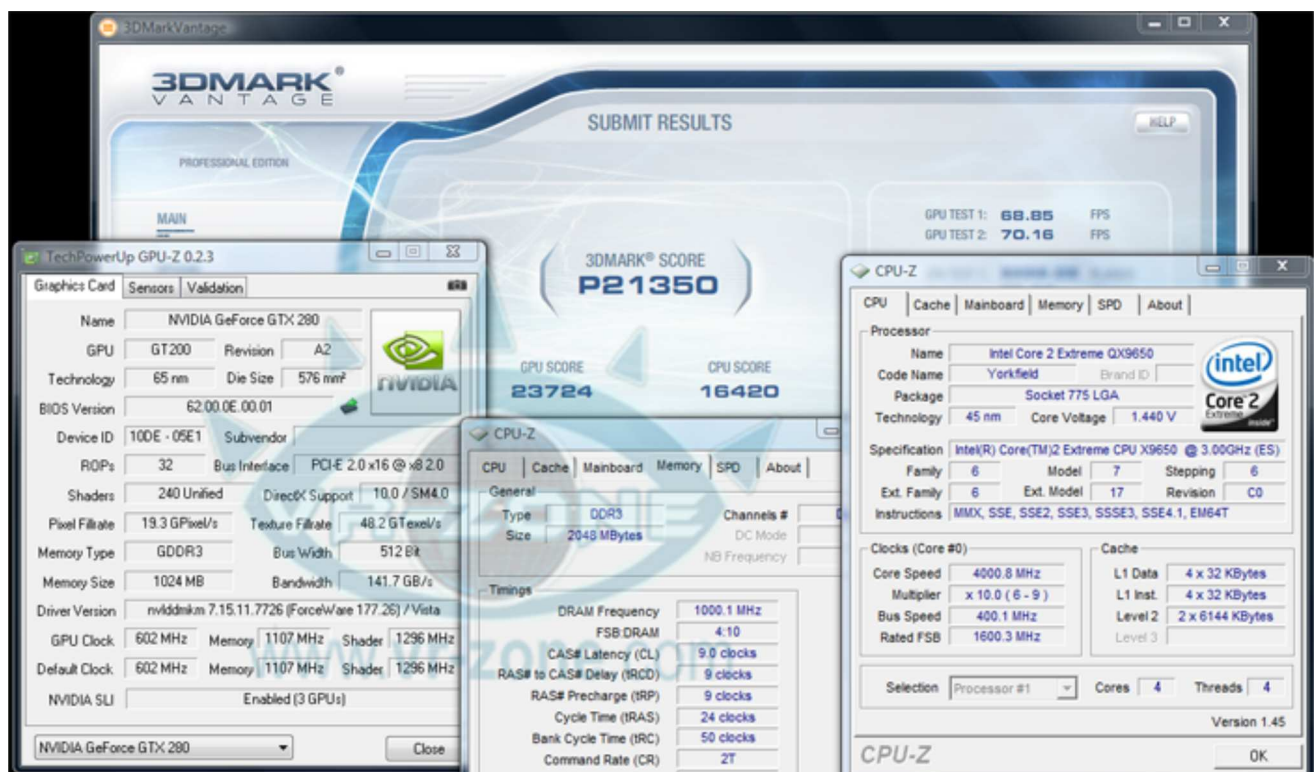 3DMarkVantage
3DMARK®
VANTAGE
PROFESSIONAL EDITION
MAIN
SUBMIT RESULTS
HELP
GPU TEST 1: 68.85 FPS
GPU TEST 2: 70.16 FPS
3DMARK® SCORE
P21350
GPU SCORE
23724
CPU SCORE
16420
TechPowerUp GPU-Z 0.2.3
Graphics Card Sensors Validation
Name NVIDIA GeForce GTX 280
GPU GT200 Revision A2
nVIDIA
Technology 65 nm Die Size 576 mm²
BIOS Version 62.00.0E.00.01
Device ID 10DE - 05E1 Subvendor
ROPs 32 Bus Interface PCI-E 2.0 x16 @ x8 2.0
Shaders 240 Unified DirectX Support 10.0 / SM4.0
Pixel Fillrate 19.3 GPixel/s Texture Fillrate 48.2 GTexel/s
Memory Type GDDR3 Bus Width 512 Bit
Memory Size 1024 MB Bandwidth 141.7 GB/s
Driver Version nvlddmkm 7.15.11.7726 (ForceWare 177.26) / Vista
GPU Clock 602 MHz Memory 1107 MHz Shader 1296 MHz
Default Clock 602 MHz Memory 1107 MHz Shader 1296 MHz
NVIDIA SLI Enabled (3 GPUs)
NVIDIA GeForce GTX 280 Close
CPU-Z
CPU Cache Mainboard Memory SPD About
General
Type DDR3 Channels #
Size 2048 MBytes DC Mode
NB Frequency
Timings
DRAM Frequency 1000.1 MHz
FSB:DRAM 4:10
CAS# Latency (CL) 9.0 clocks
RAS# to CAS# Delay (tRCD) 9 clocks
RAS# Precharge (tRP) 9 clocks
Cycle Time (tRAS) 24 clocks
Bank Cycle Time (tRC) 50 clocks
Command Rate (CR) 2T
CPU-Z
CPU Cache Mainboard Memory SPD About
Processor
Name Intel Core 2 Extreme QX9650
Code Name Yorkfield Brand ID
Package Socket 775 LGA
Technology 45 nm Core Voltage 1.440 V
intel
Core 2
Extreme
inside
Specification Intel(R) Core(TM)2 Extreme CPU X9650 @ 3.00GHz (ES)
Family 6 Model 7 Stepping 6
Ext. Family 6 Ext. Model 17 Revision C0
Instructions MMX, SSE, SSE2, SSE3, SSSE3, SSE4.1, EM64T
Clocks (Core #0)
Core Speed 4000.8 MHz
Multiplier x 10.0 ( 6 - 9 )
Bus Speed 400.1 MHz
Rated FSB 1600.3 MHz
Cache
L1 Data 4 x 32 KBytes
L1 Inst. 4 x 32 KBytes
Level 2 2 x 6144 KBytes
Level 3
Selection Processor #1 Cores 4 Threads 4
Version 1.45
CPU-Z OK
VR-ZONE
www.vr-zone.com